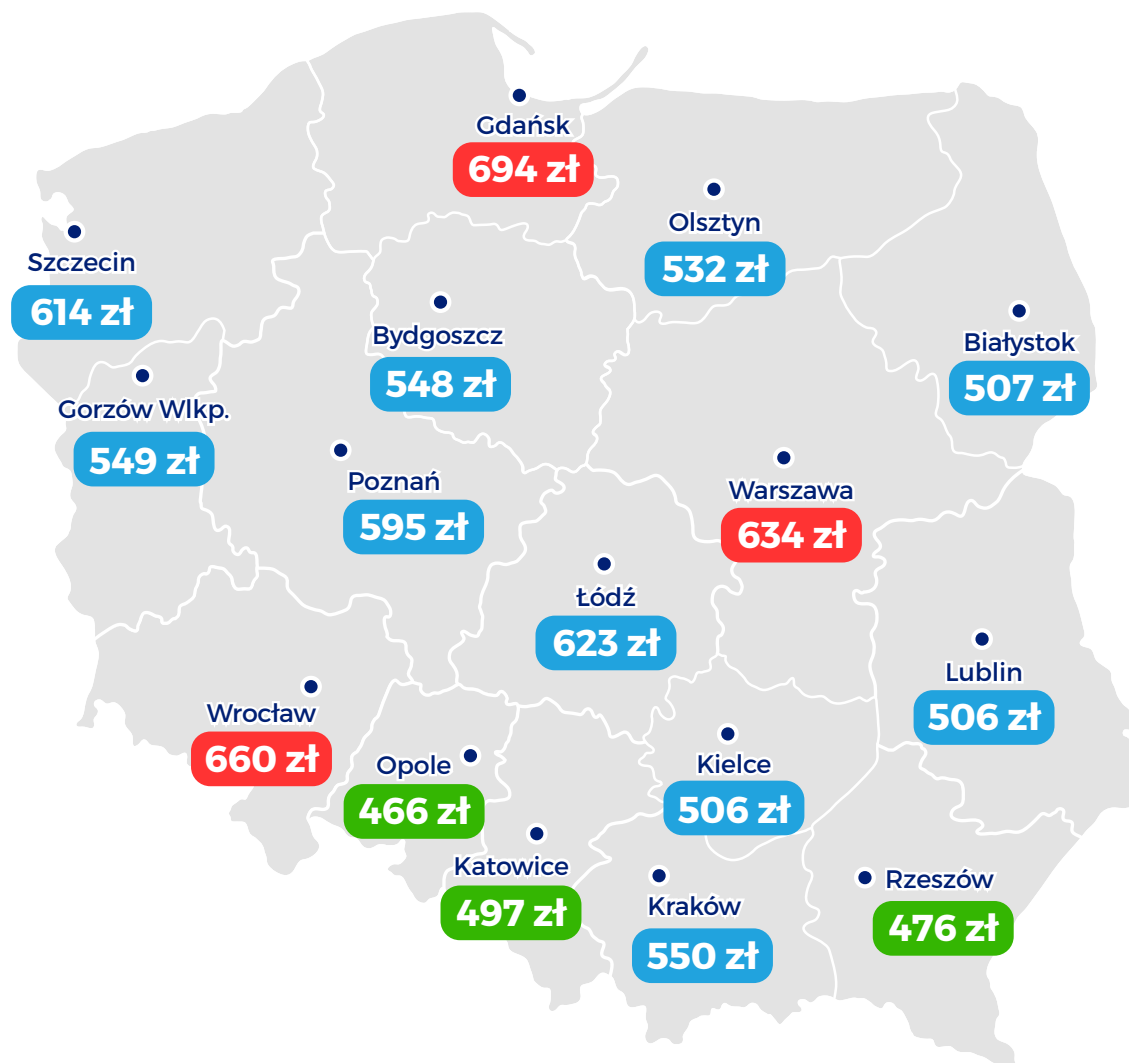 Gdańsk
694 zł
Olsztyn
532 zł
Szczecin
614 zł
Bydgoszcz
548 zł
Białystok
507 zł
Gorzów Wlkp.
549 zł
Poznań
595 zł
Warszawa
634 zł
Łódź
623 zł
Lublin
506 zł
Wrocław
660 zł
Opole
466 zł
Kielce
506 zł
Katowice
497 zł
Kraków
550 zł
Rzeszów
476 zł